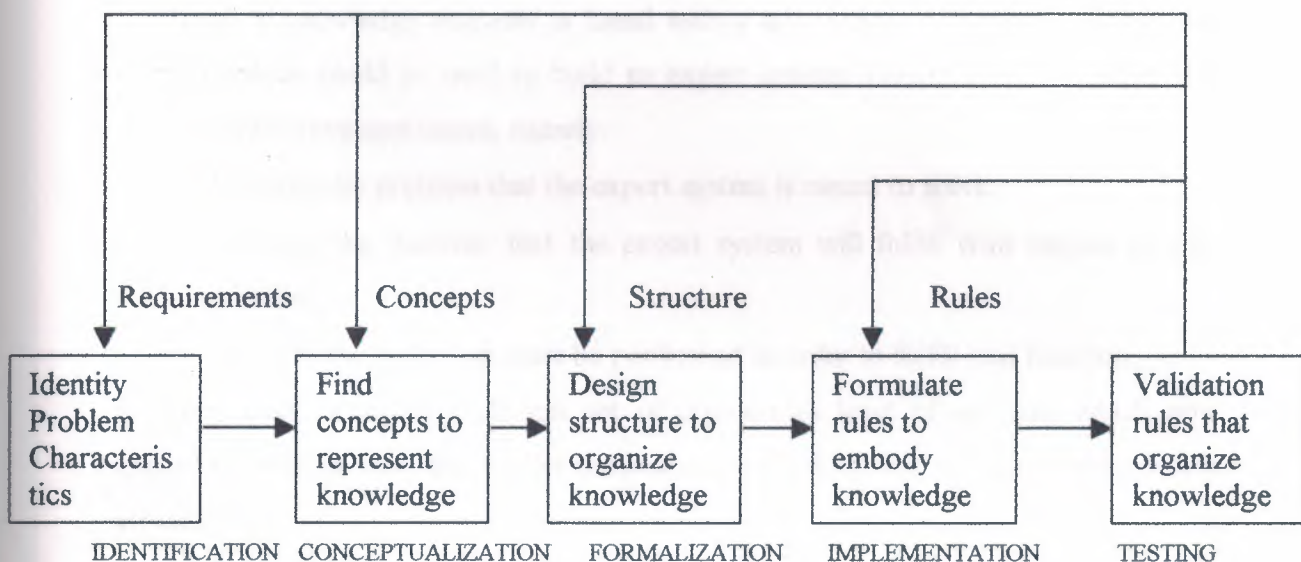 Requirements Concepts Structure Rules
Identity
Problem
Characteris
tics
Find
concepts to
represent
knowledge
Design
structure to
organize
knowledge
Formulate
rules to
embody
knowledge
Validation
rules that
organize
knowledge
IDENTIFICATION CONCEPTUALIZATION FORMALIZATION IMPLEMENTATION TESTING